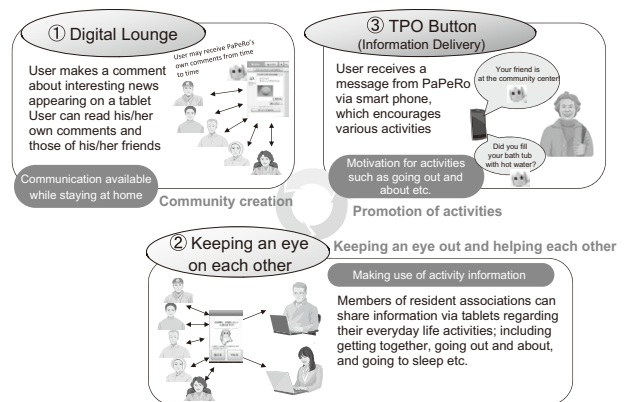 ① Digital Lounge
User makes a comment
about interesting news
appearing on a tablet
User can read his/her
own comments and
those of his/her friends
User may receive PaPeRo's
own comments from time
to time
Communication available
while staying at home
Community creation
③ TPO Button
(Information Delivery)
User receives a
message from PaPeRo
via smart phone,
which encourages
various activities
Your friend is
at the community center!
Did you fill
your bath tub
with hot water?
Motivation for activities
such as going out and
about etc.
Promotion of activities
② Keeping an eye
on each other
Keeping an eye out and helping each other
Making use of activity information
Members of resident associations can
share information via tablets regarding
their everyday life activities; including
getting together, going out and about,
and going to sleep etc.